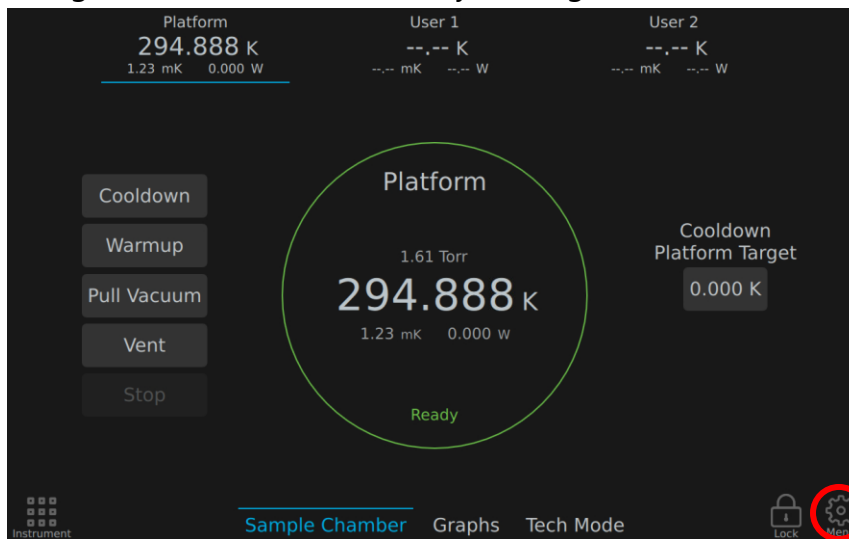 Platform User 1 User 2
294.888 K --.-- K --.-- K
1.23 mK 0.000 W --.-- mK --.-- W --.-- mK --.-- W
Platform
Cooldown
Warmup
Pull Vacuum
Vent
Stop
1.61 Torr
294.888 K
1.23 mK 0.000 W
Ready
Cooldown
Platform Target
0.000 K
Instrument
Sample Chamber Graphs Tech Mode
Lock